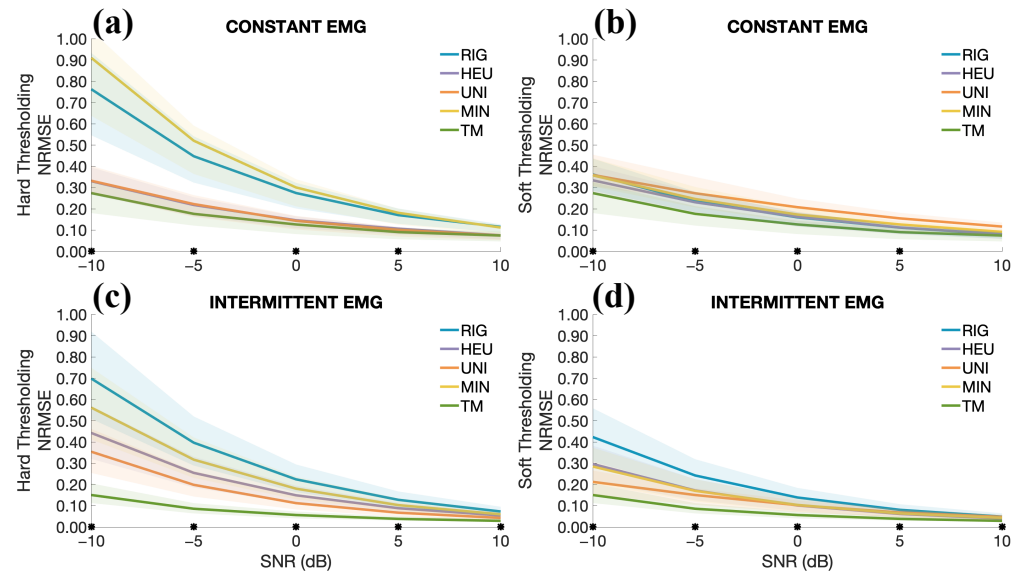 (a)
CONSTANT EMG
Hard Thresholding
NRMSE
1.00
0.90
0.80
0.70
0.60
0.50
0.40
0.30
0.20
0.10
0.00
−10
−5
0
5
10
RIG
HEU
UNI
MIN
TM
(b)
CONSTANT EMG
Soft Thresholding
NRMSE
1.00
0.90
0.80
0.70
0.60
0.50
0.40
0.30
0.20
0.10
0.00
−10
−5
0
5
10
RIG
HEU
UNI
MIN
TM
(c)
INTERMITTENT EMG
Hard Thresholding
NRMSE
1.00
0.90
0.80
0.70
0.60
0.50
0.40
0.30
0.20
0.10
0.00
−10
−5
0
5
10
SNR (dB)
RIG
HEU
UNI
MIN
TM
(d)
INTERMITTENT EMG
Soft Thresholding
NRMSE
1.00
0.90
0.80
0.70
0.60
0.50
0.40
0.30
0.20
0.10
0.00
−10
−5
0
5
10
SNR (dB)
RIG
HEU
UNI
MIN
TM